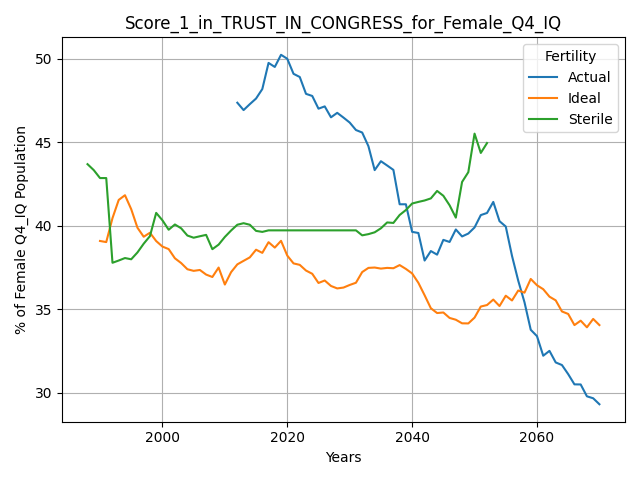 Score_1_in_TRUST_IN_CONGRESS_for_Female_Q4_IQ
Fertility
Actual
Ideal
Sterile
% of Female Q4_IQ Population
50
45
40
35
30
2000
2020
2040
2060
Years